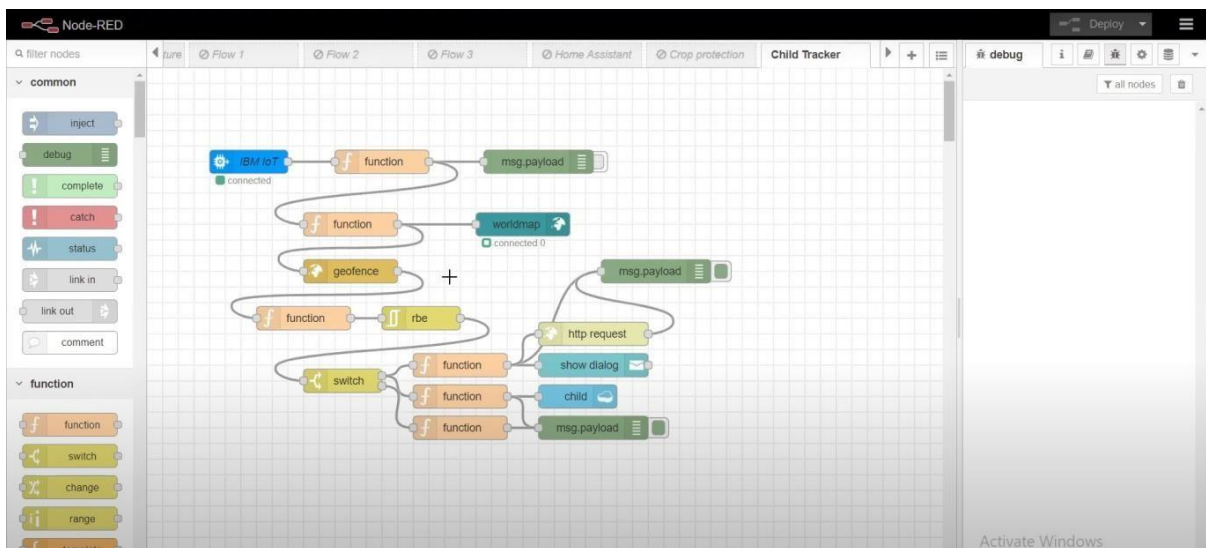 Node-RED
Deploy
filter nodes
ture
Flow 1
Flow 2
Flow 3
Home Assistant
Crop protection
Child Tracker
debug
all nodes
common
inject
debug
complete
catch
status
link in
link out
comment
function
function
switch
change
range
IBM IoT
connected
function
msg.payload
function
worldmap
connected 0
geofence
msg.payload
function
rbe
http request
switch
function
show dialog
function
child
function
msg.payload
Activate Windows